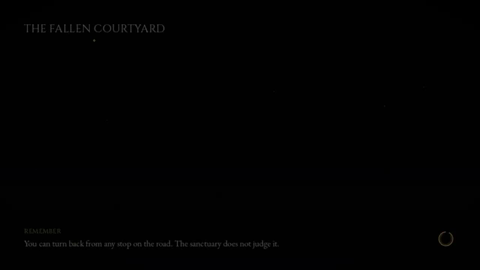 THE FALLEN COURTYARD
REMEMBER
You can turn back from any stop on the road. The sanctuary does not judge it.